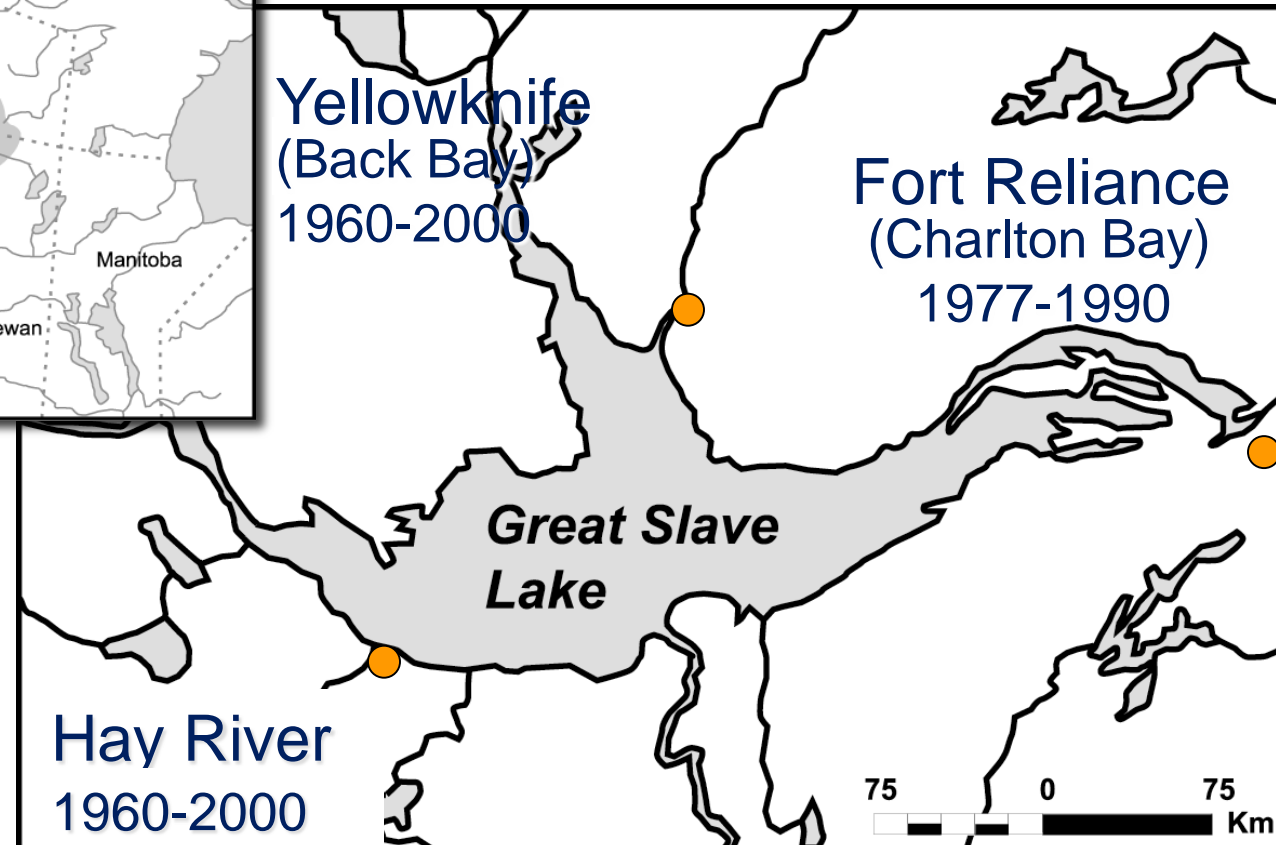 Manitoba
ewan
Yellowknife
(Back Bay)
1960-2000
Fort Reliance
(Charlton Bay)
1977-1990
Great Slave
Lake
Hay River
1960-2000
75 0 75
Km